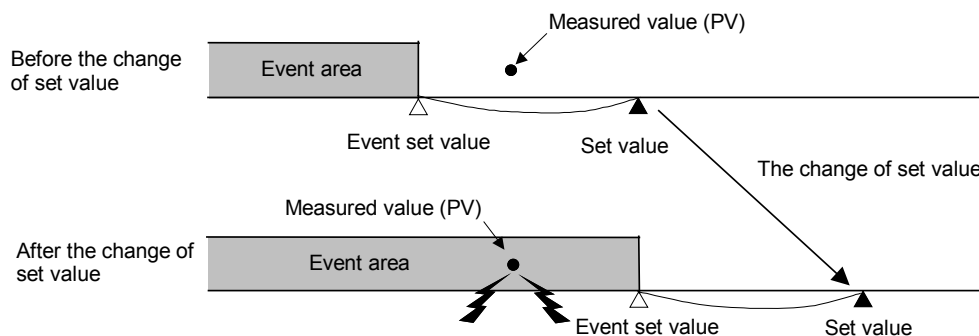 Measured value (PV)
Before the change
of set value
Event area
Event set value
Set value
The change of set value
Measured value (PV)
After the change of
set value
Event area
Event set value
Set value